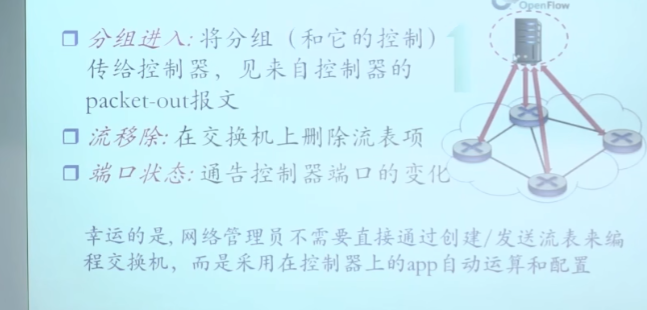 OpenFlow
分组进入: 将分组（和它的控制）
传给控制器，见来自控制器的
packet-out报文
流移除: 在交换机上删除流表项
端口状态: 通告控制器端口的变化
幸运的是, 网络管理员不需要直接通过创建/发送流表来编
程交换机，而是采用在控制器上的app自动运算和配置